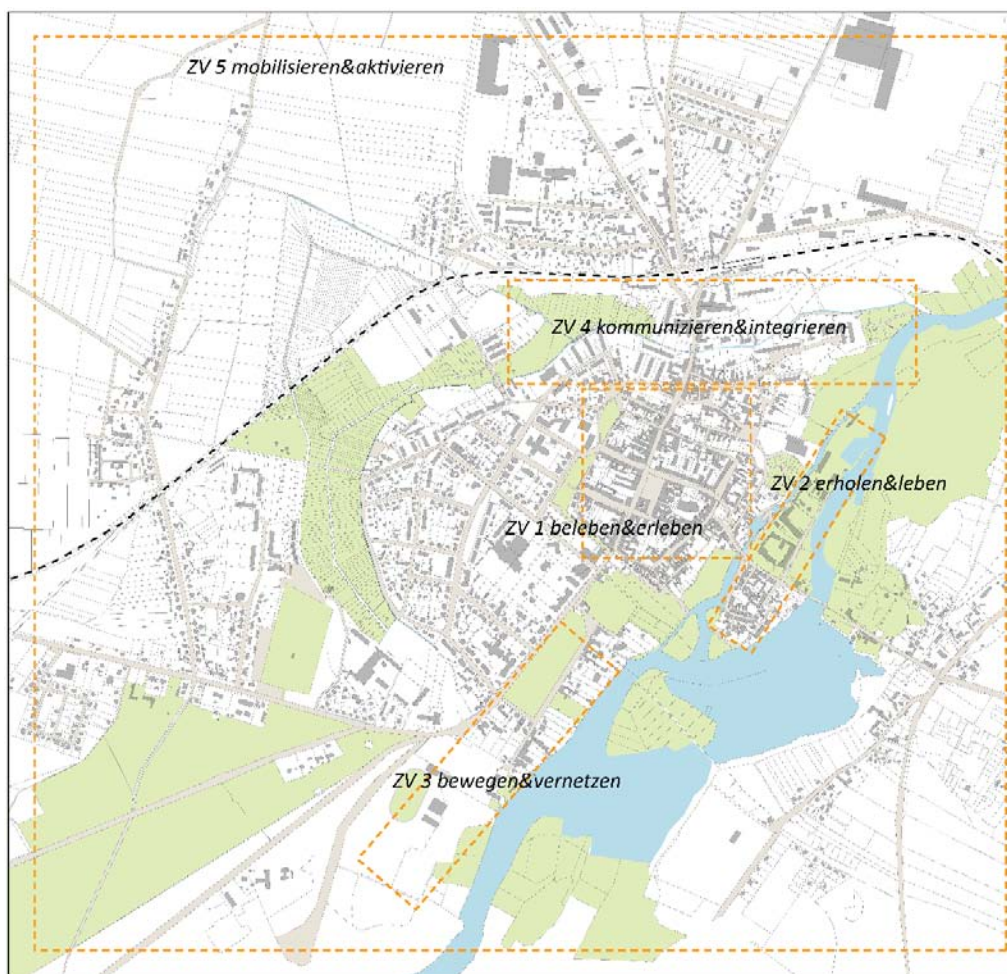 ZV 5 mobilisieren&aktivieren
ZV 4 kommunizieren&integrieren
ZV 2 erholen&leben
ZV 1 beleben&erleben
ZV 3 bewegen&vernetzen